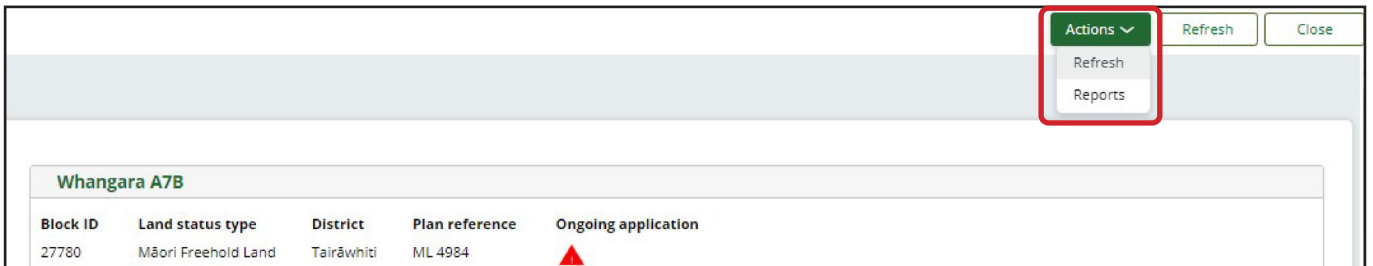 Actions Refresh Close
Refresh
Reports
Whangara A7B
Block ID Land status type District Plan reference Ongoing application
27780 Māori Freehold Land Tairāwhiti ML 4984